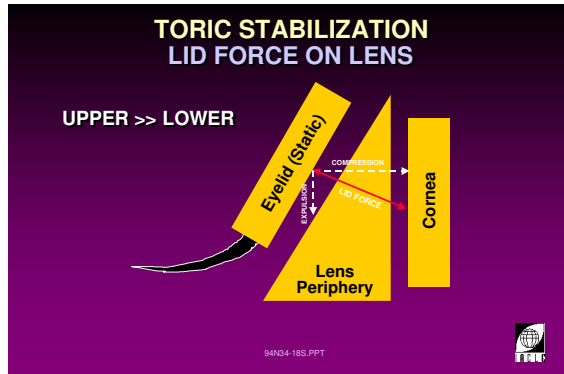 TORIC STABILIZATION
LID FORCE ON LENS
UPPER >> LOWER
Eyelid (Static)
COMPRESSION
EXPULSION
LID FORCE
Cornea
Lens
Periphery
94N34-18S.PPT
IACLE